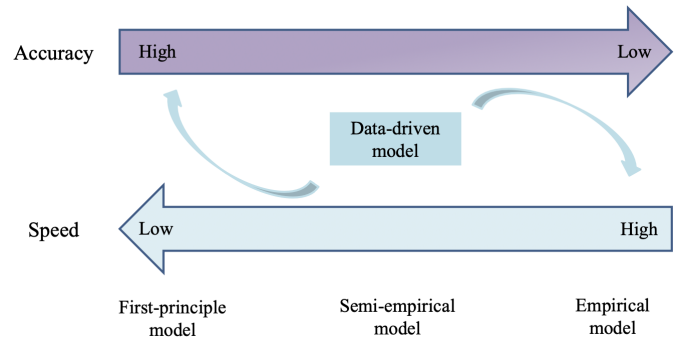 Accuracy
High
Low
Data-driven
model
Speed
Low
High
First-principle
model
Semi-empirical
model
Empirical
model